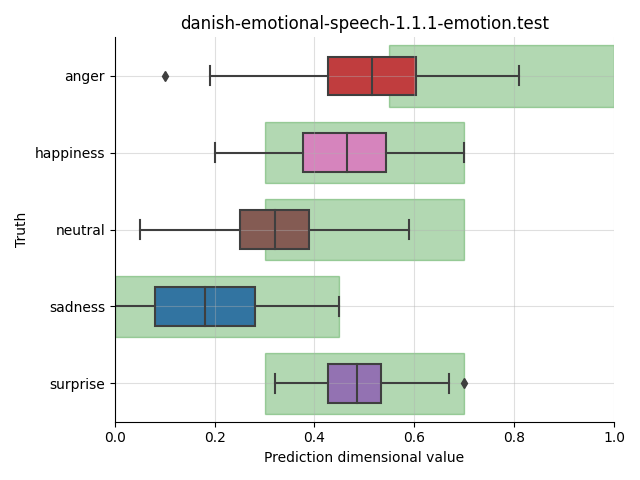 danish-emotional-speech-1.1.1-emotion.test
anger
happiness
neutral
sadness
surprise
Truth
0.0 0.2 0.4 0.6 0.8 1.0
Prediction dimensional value